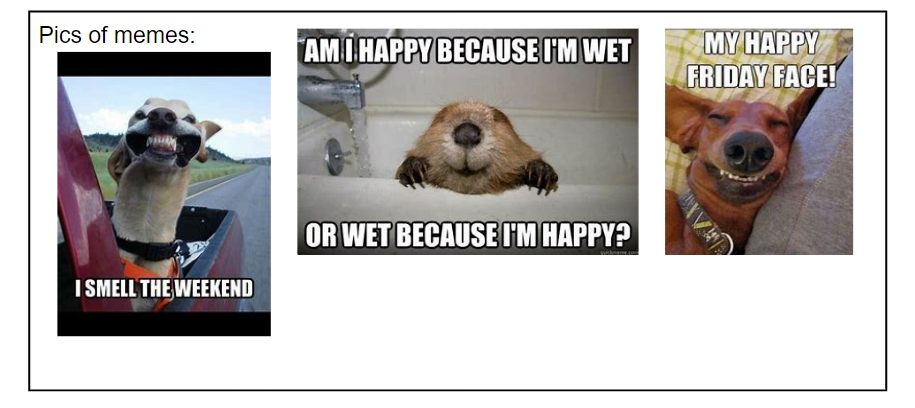 Pics of memes:
AM I HAPPY BECAUSE I'M WET
OR WET BECAUSE I'M HAPPY?
MY HAPPY
FRIDAY FACE!
I SMELL THE WEEKEND